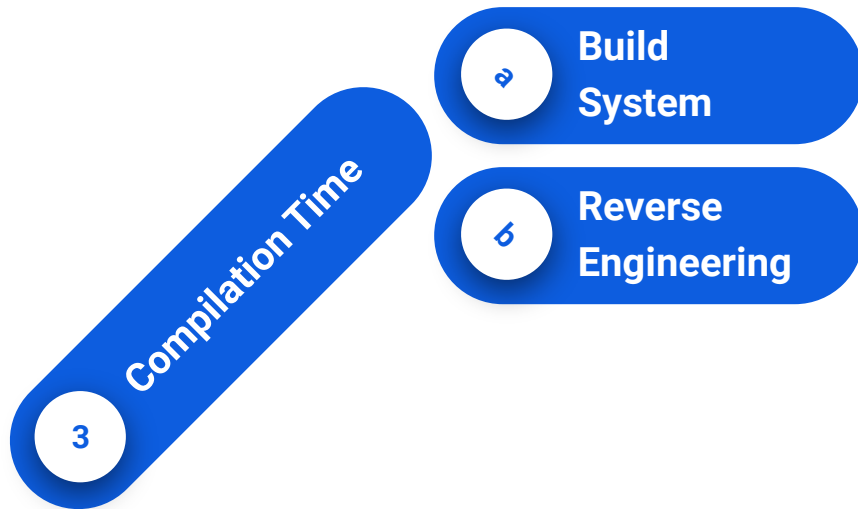 a
Build
System
b
Reverse
Engineering
3
Compilation Time